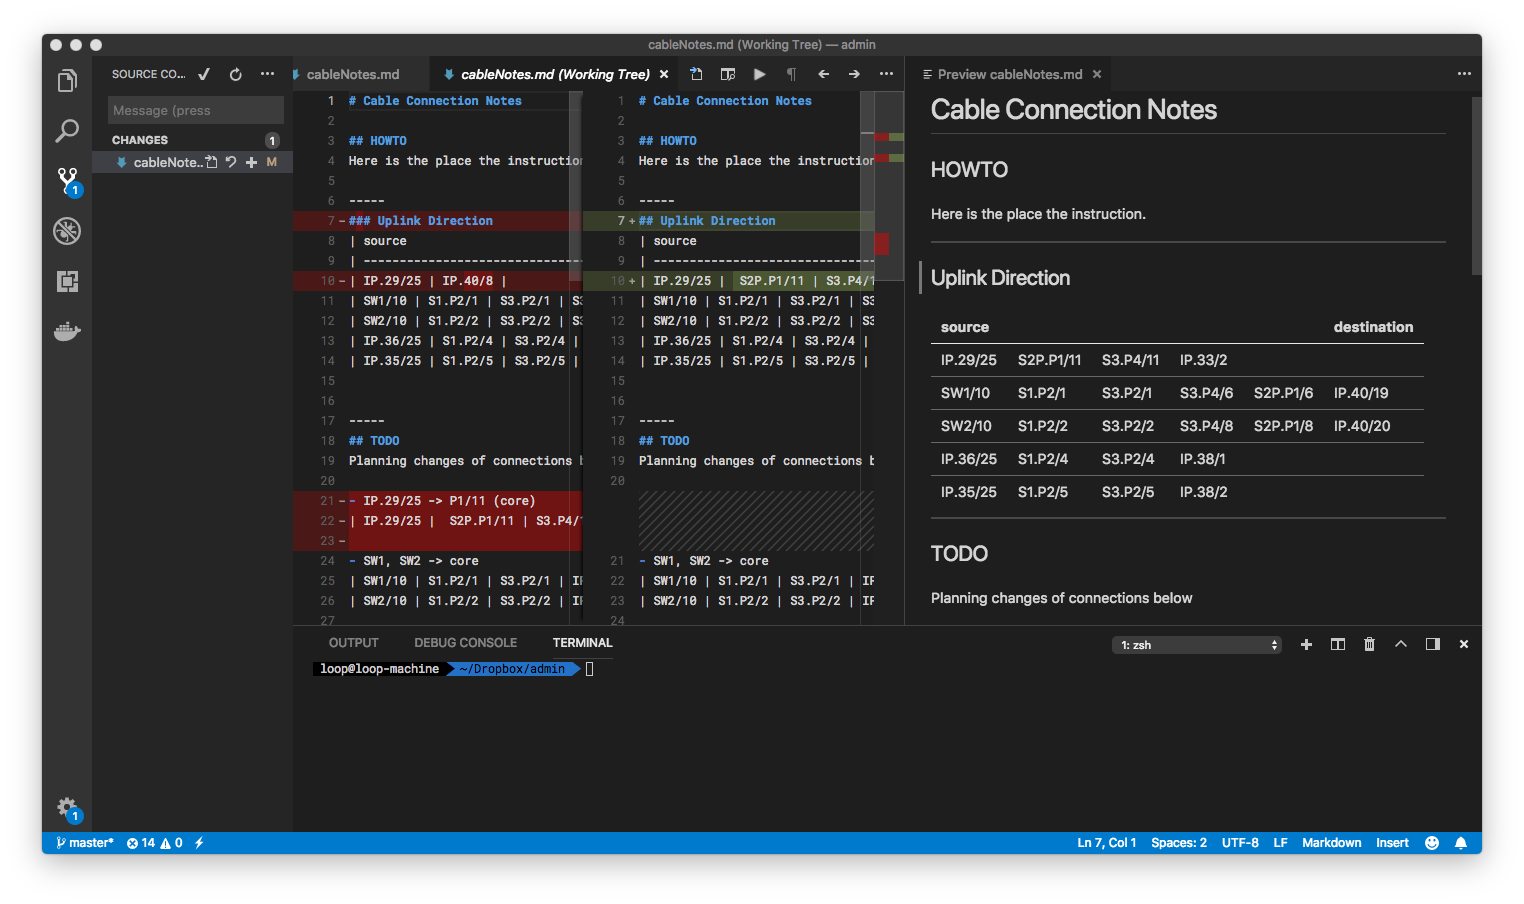 cableNotes.md (Working Tree) — admin
SOURCE CO...
cableNotes.md
cableNotes.md (Working Tree)
Preview cableNotes.md
Message (press
CHANGES 1
cableNote.. M
1
1
1 # Cable Connection Notes
2
3 ## HOWTO
4 Here is the place the instruction
5
6 -----
7 - ### Uplink Direction
8 | source
9 | ------------------------------
10 - | IP.29/25 | IP.40/8 |
11 | SW1/10 | S1.P2/1 | S3.P2/1 | S3
12 | SW2/10 | S1.P2/2 | S3.P2/2 | S3
13 | IP.36/25 | S1.P2/4 | S3.P2/4 |
14 | IP.35/25 | S1.P2/5 | S3.P2/5 |
15
16
17 -----
18 ## TODO
19 Planning changes of connections b
20
21 - - IP.29/25 -> P1/11 (core)
22 - | IP.29/25 |  S2P.P1/11 | S3.P4/1
23 -
24 - SW1, SW2 -> core
25 | SW1/10 | S1.P2/1 | S3.P2/1 | IP
26 | SW2/10 | S1.P2/2 | S3.P2/2 | IP
27
1 # Cable Connection Notes
2
3 ## HOWTO
4 Here is the place the instruction
5
6 -----
7 + ## Uplink Direction
8 | source
9 | -------------------------------
10 + | IP.29/25 |  S2P.P1/11 | S3.P4/1
11 | SW1/10 | S1.P2/1 | S3.P2/1 | S3
12 | SW2/10 | S1.P2/2 | S3.P2/2 | S3
13 | IP.36/25 | S1.P2/4 | S3.P2/4 |
14 | IP.35/25 | S1.P2/5 | S3.P2/5 |
15
16
17 -----
18 ## TODO
19 Planning changes of connections b
20
21 - SW1, SW2 -> core
22 | SW1/10 | S1.P2/1 | S3.P2/1 | IP
23 | SW2/10 | S1.P2/2 | S3.P2/2 | IP
24
Cable Connection Notes
HOWTO
Here is the place the instruction.
Uplink Direction
source destination
IP.29/25 S2P.P1/11 S3.P4/11 IP.33/2
SW1/10 S1.P2/1 S3.P2/1 S3.P4/6 S2P.P1/6 IP.40/19
SW2/10 S1.P2/2 S3.P2/2 S3.P4/8 S2P.P1/8 IP.40/20
IP.36/25 S1.P2/4 S3.P2/4 IP.38/1
IP.35/25 S1.P2/5 S3.P2/5 IP.38/2
TODO
Planning changes of connections below
OUTPUT DEBUG CONSOLE TERMINAL 1: zsh
loop@loop-machine ~/Dropbox/admin
master* 14 0 Ln 7, Col 1 Spaces: 2 UTF-8 LF Markdown Insert